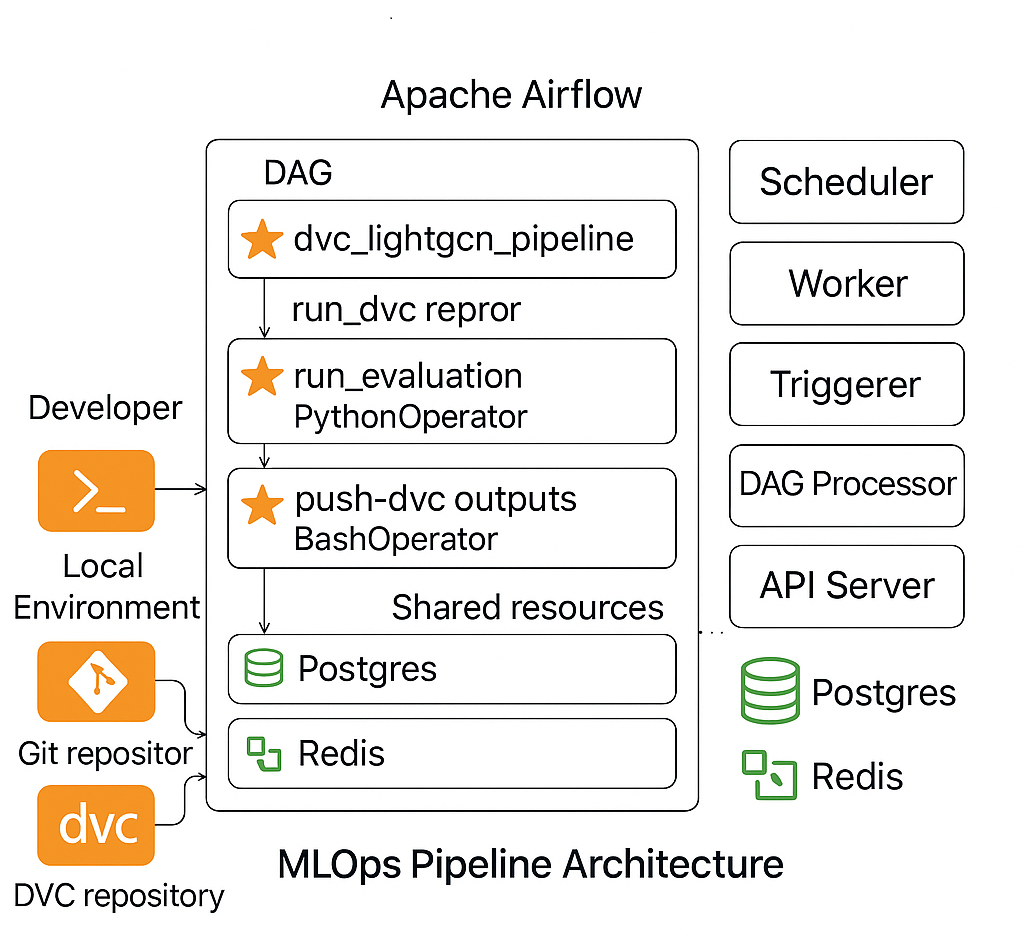 Apache Airflow
DAG
dvc_lightgcn_pipeline
run_dvc repror
run_evaluation
PythonOperator
push-dvc outputs
BashOperator
Shared resources
Postgres
Redis
Developer
>_
Local
Environment
Git repositor
dvc
DVC repository
Scheduler
Worker
Triggerer
DAG Processor
API Server
Postgres
Redis
MLOps Pipeline Architecture